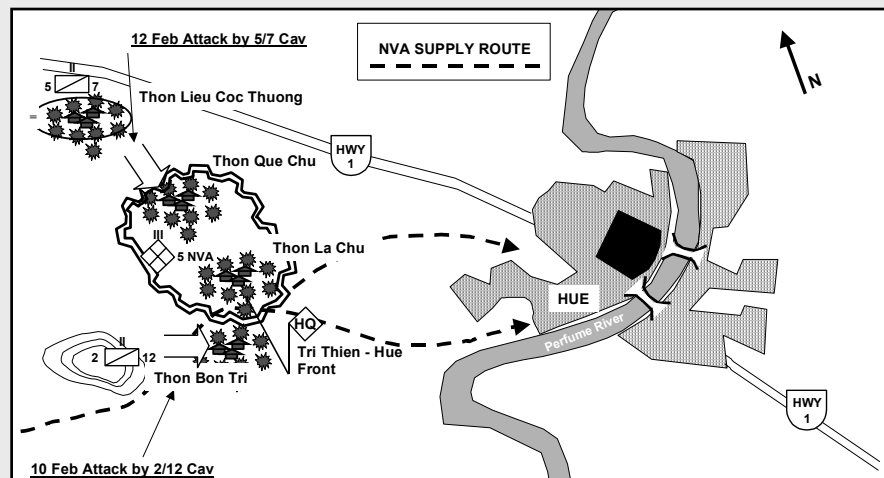 12 Feb Attack by 5/7 Cav
NVA SUPPLY ROUTE
N
II
5 7
Thon Lieu Coc Thuong
HWY
1
Thon Que Chu
III
5 NVA
Thon La Chu
HUE
HQ
Perfume River
II
2 12
Tri Thien - Hue
Front
Thon Bon Tri
HWY
1
10 Feb Attack by 2/12 Cav